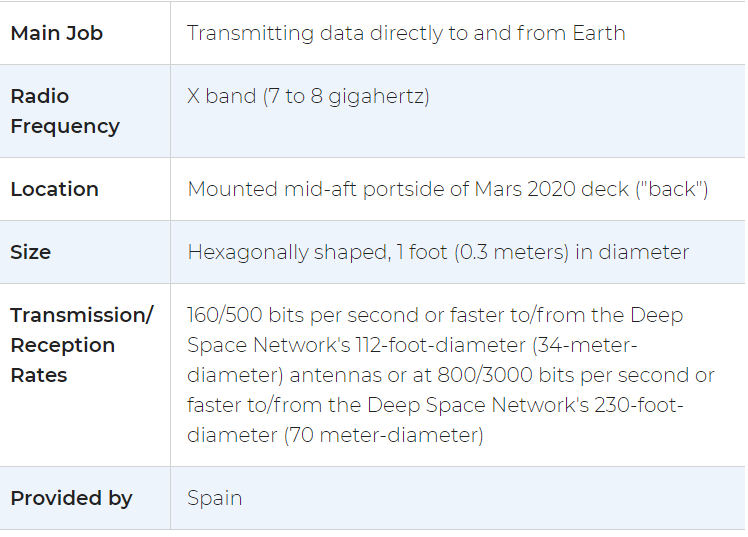 Main Job
Transmitting data directly to and from Earth
Radio
Frequency
X band (7 to 8 gigahertz)
Location
Mounted mid-aft portside of Mars 2020 deck ("back")
Size
Hexagonally shaped, 1 foot (0.3 meters) in diameter
Transmission/
Reception
Rates
160/500 bits per second or faster to/from the Deep
Space Network's 112-foot-diameter (34-meter-
diameter) antennas or at 800/3000 bits per second or
faster to/from the Deep Space Network's 230-foot-
diameter (70 meter-diameter)
Provided by
Spain